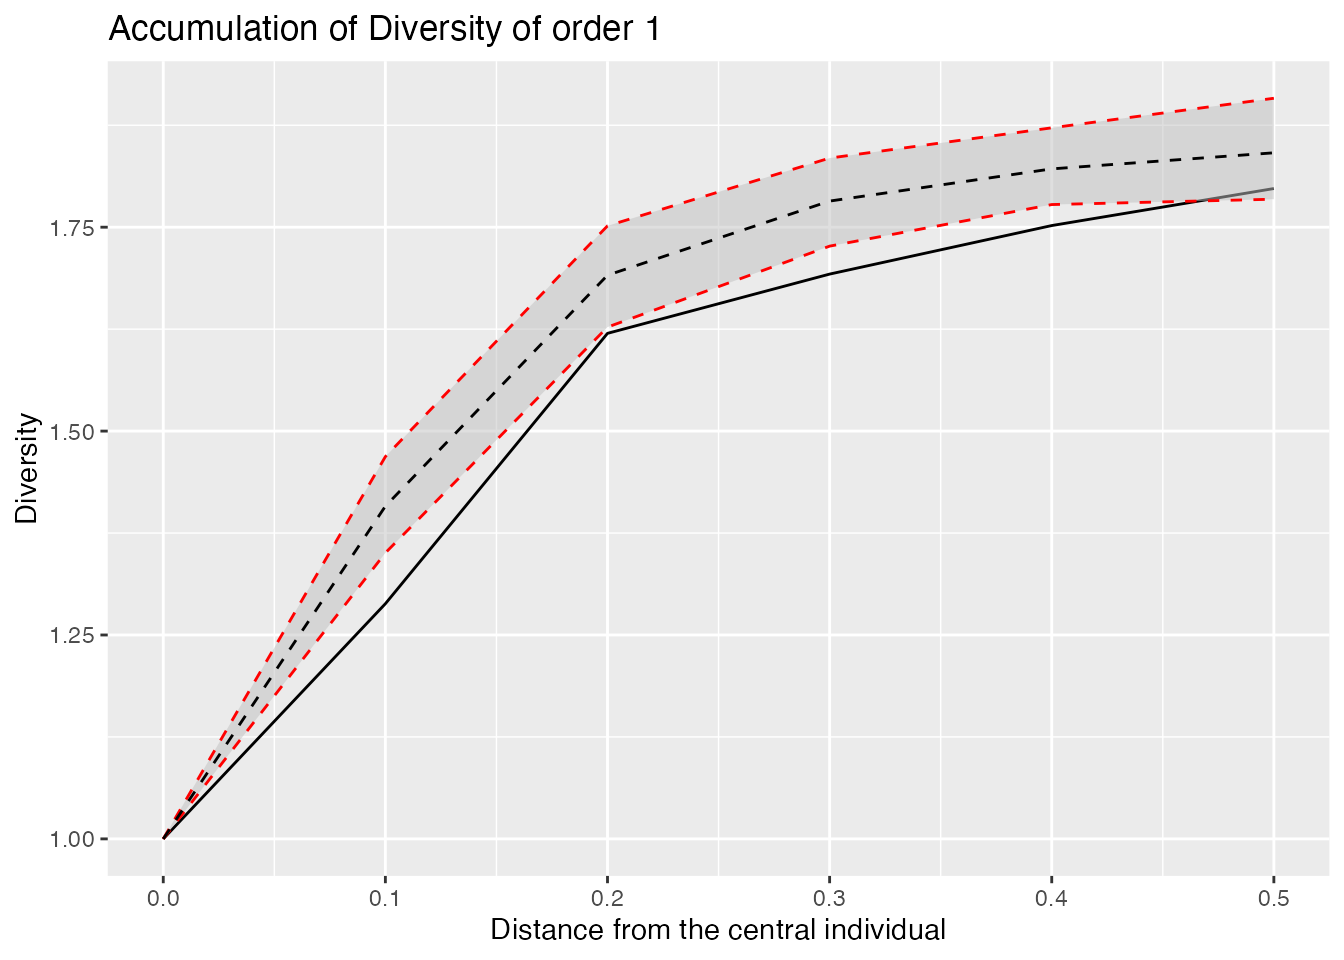 Accumulation of Diversity of order 1
Diversity
1.75
1.50
1.25
1.00
0.0 0.1 0.2 0.3 0.4 0.5
Distance from the central individual